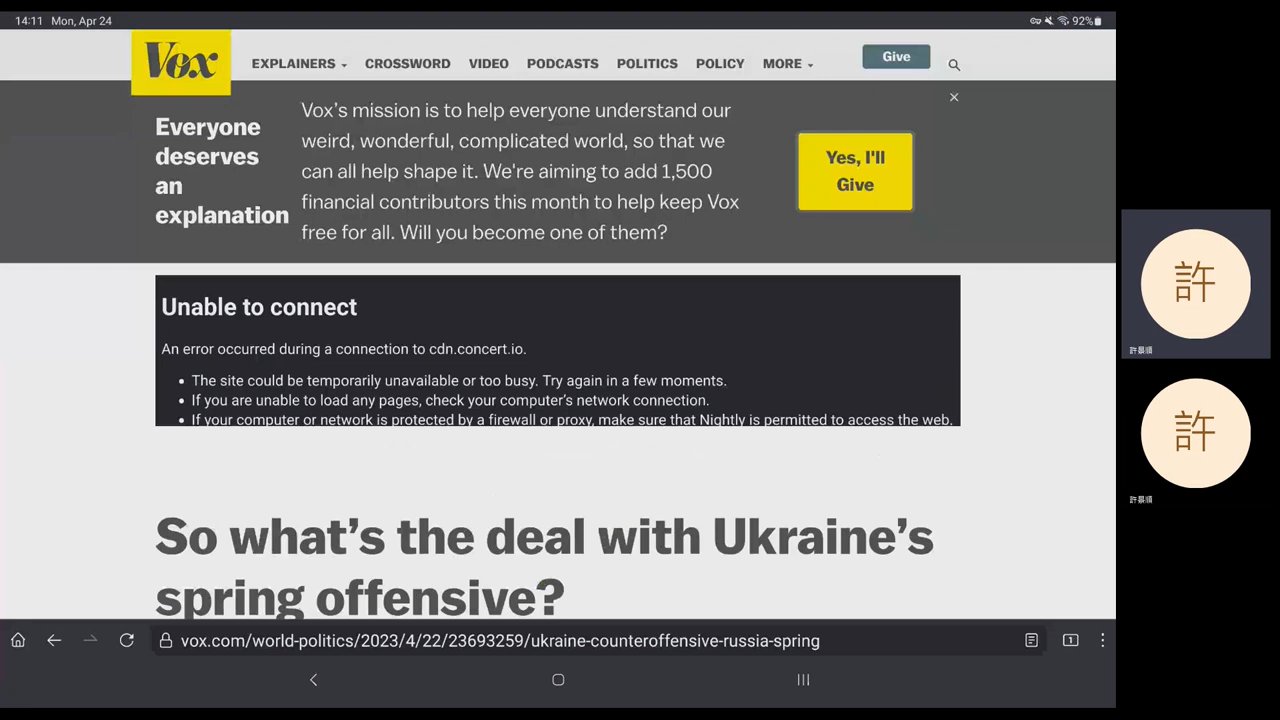 14:11 Mon, Apr 24
92%
Vox
EXPLAINERS
CROSSWORD
VIDEO
PODCASTS
POLITICS
POLICY
MORE
Give
Everyone
deserves
an
explanation
Vox's mission is to help everyone understand our
weird, wonderful, complicated world, so that we
can all help shape it. We're aiming to add 1,500
financial contributors this month to help keep Vox
free for all. Will you become one of them?
Yes, I'll
Give
Unable to connect
An error occurred during a connection to cdn.concert.io.
• The site could be temporarily unavailable or too busy. Try again in a few moments.
• If you are unable to load any pages, check your computer's network connection.
• If your computer or network is protected by a firewall or proxy, make sure that Nightly is permitted to access the web.
So what's the deal with Ukraine's
spring offensive?
vox.com/world-politics/2023/4/22/23693259/ukraine-counteroffensive-russia-spring
1
許
許景順
許
許景順